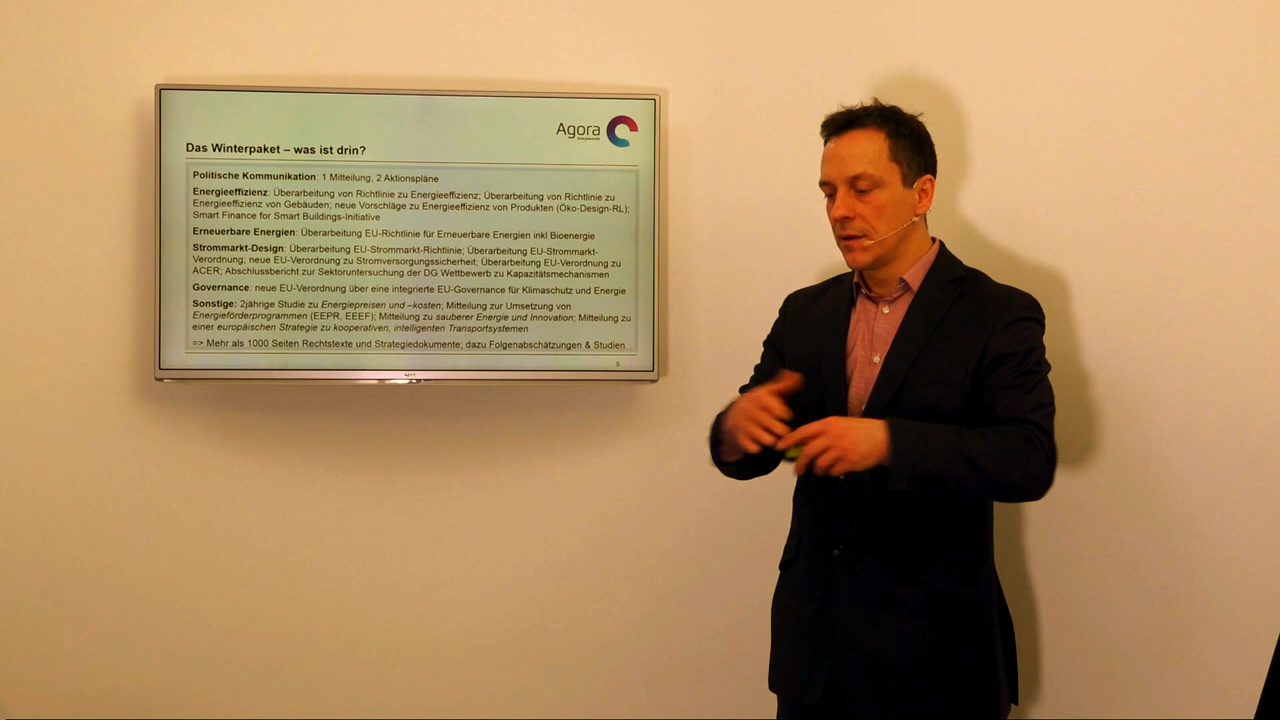 Agora
Energiewende
Das Winterpaket – was ist drin?
Politische Kommunikation: 1 Mitteilung, 2 Aktionspläne
Energieeffizienz: Überarbeitung von Richtlinie zu Energieeffizienz; Überarbeitung von Richtlinie zu
Energieeffizienz von Gebäuden; neue Vorschläge zu Energieeffizienz von Produkten (Öko-Design-RL);
Smart Finance for Smart Buildings-Initiative
Erneuerbare Energien: Überarbeitung EU-Richtlinie für Erneuerbare Energien inkl Bioenergie
Strommarkt-Design: Überarbeitung EU-Strommarkt-Richtlinie; Überarbeitung EU-Strommarkt-
Verordnung; neue EU-Verordnung zu Stromversorgungssicherheit; Überarbeitung EU-Verordnung zu
ACER; Abschlussbericht zur Sektoruntersuchung der DG Wettbewerb zu Kapazitätsmechanismen
Governance: neue EU-Verordnung über eine integrierte EU-Governance für Klimaschutz und Energie
Sonstige: 2jährige Studie zu Energiepreisen und –kosten; Mitteilung zur Umsetzung von
Energieförderprogrammen (EEPR, EEEF); Mitteilung zu sauberer Energie und Innovation; Mitteilung zu
einer europäischen Strategie zu kooperativen, intelligenten Transportsystemen
=> Mehr als 1000 Seiten Rechtstexte und Strategiedokumente; dazu Folgenabschätzungen & Studien